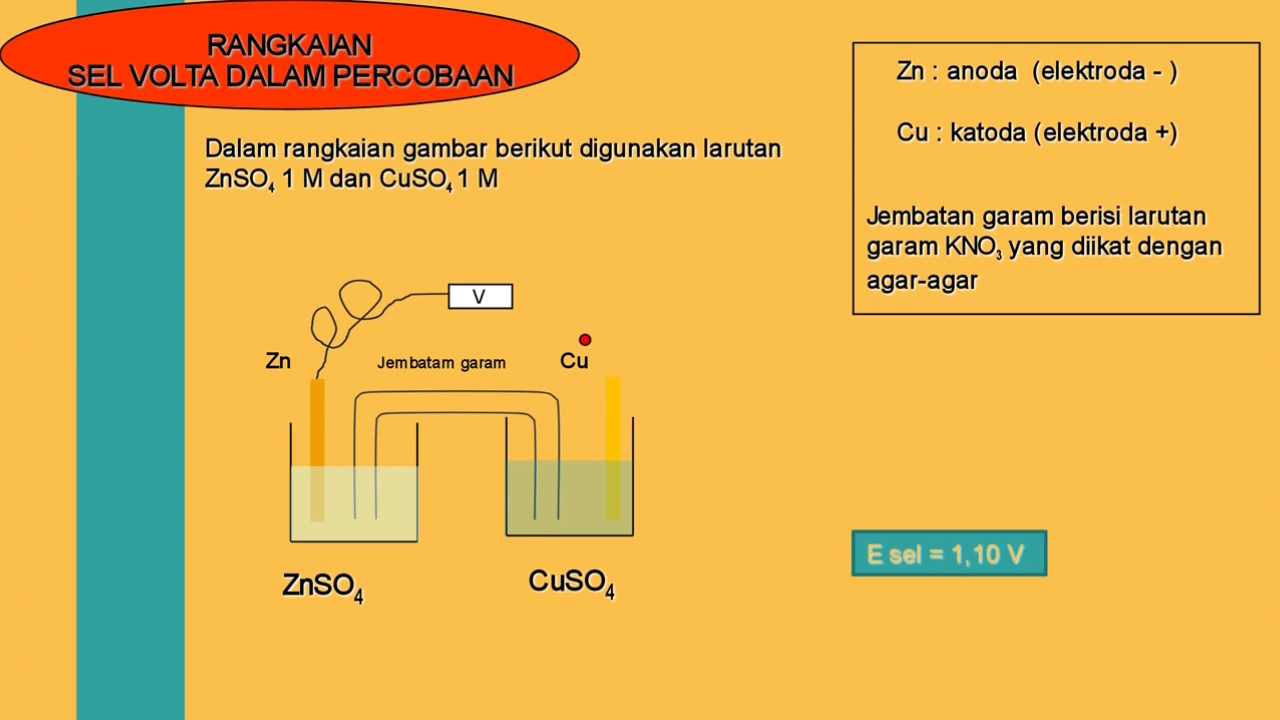 RANGKAIAN
SEL VOLTA DALAM PERCOBAAN
Dalam rangkaian gambar berikut digunakan larutan
ZnSO₄ 1 M dan CuSO₄ 1 M
Zn : anoda (elektroda - )
Cu : katoda (elektroda +)
Jembatan garam berisi larutan
garam KNO₃ yang diikat dengan
agar-agar
V
Zn
Jembatam garam
Cu
ZnSO₄
CuSO₄
E sel = 1,10 V